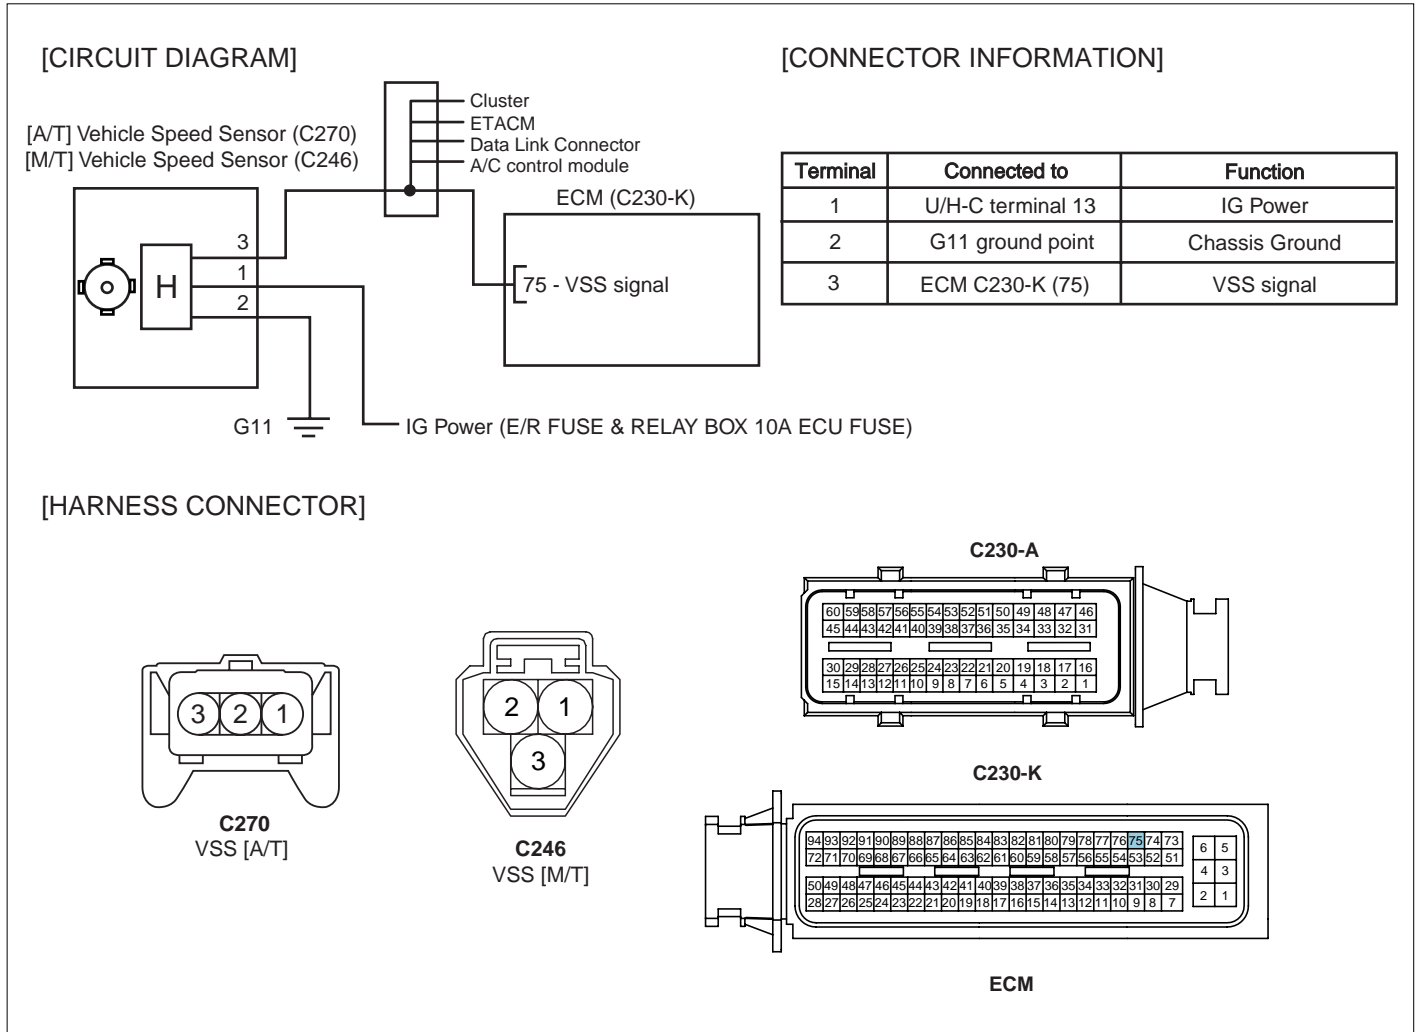 [CIRCUIT DIAGRAM]
[A/T] Vehicle Speed Sensor (C270)
[M/T] Vehicle Speed Sensor (C246)
Cluster
ETACM
Data Link Connector
A/C control module
ECM (C230-K)
H
3
1
2
75 - VSS signal
G11
IG Power (E/R FUSE & RELAY BOX 10A ECU FUSE)
[CONNECTOR INFORMATION]
Terminal Connected to Function
1 U/H-C terminal 13 IG Power
2 G11 ground point Chassis Ground
3 ECM C230-K (75) VSS signal
[HARNESS CONNECTOR]
3 2 1
C270
VSS [A/T]
2 1
3
C246
VSS [M/T]
C230-A
60 59 58 57 56 55 54 53 52 51 50 49 48 47 46
45 44 43 42 41 40 39 38 37 36 35 34 33 32 31
30 29 28 27 26 25 24 23 22 21 20 19 18 17 16
15 14 13 12 11 10 9 8 7 6 5 4 3 2 1
C230-K
94 93 92 91 90 89 88 87 86 85 84 83 82 81 80 79 78 77 76 75 74 73
72 71 70 69 68 67 66 65 64 63 62 61 60 59 58 57 56 55 54 53 52 51
50 49 48 47 46 45 44 43 42 41 40 39 38 37 36 35 34 33 32 31 30 29
28 27 26 25 24 23 22 21 20 19 18 17 16 15 14 13 12 11 10 9 8 7
6 5
4 3
2 1
ECM